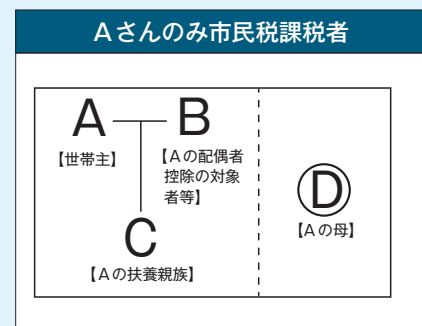 Aさんのみ市民税課税者
A
B
【世帯主】
【Aの配偶者
控除の対象
者等】
C
【Aの扶養親族】
D
【Aの母】